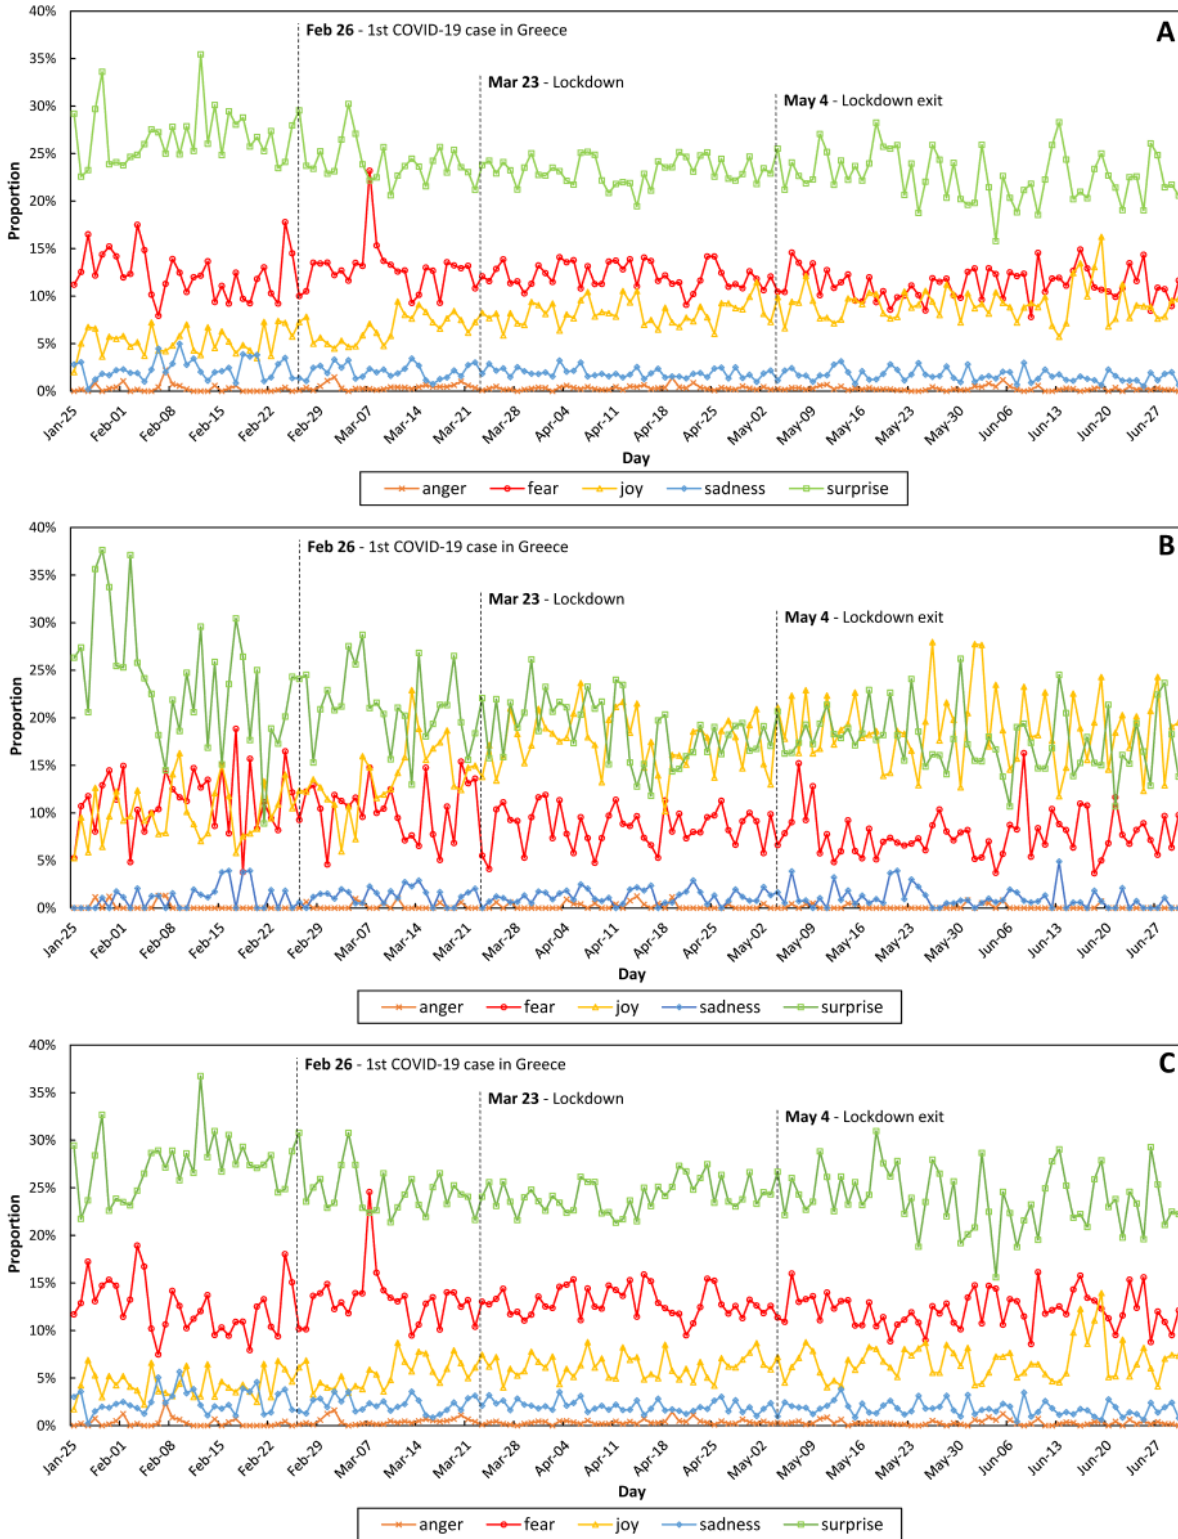 A
40%
35%
30%
25%
20%
15%
10%
5%
0%
Proportion
Feb 26 - 1st COVID-19 case in Greece
Mar 23 - Lockdown
May 4 - Lockdown exit
Jan-25 Feb-01 Feb-08 Feb-15 Feb-22 Feb-29 Mar-07 Mar-14 Mar-21 Mar-28 Apr-04 Apr-11 Apr-18 Apr-25 May-02 May-09 May-16 May-23 May-30 Jun-06 Jun-13 Jun-20 Jun-27
Day
anger fear joy sadness surprise
B
40%
35%
30%
25%
20%
15%
10%
5%
0%
Proportion
Feb 26 - 1st COVID-19 case in Greece
Mar 23 - Lockdown
May 4 - Lockdown exit
Jan-25 Feb-01 Feb-08 Feb-15 Feb-22 Feb-29 Mar-07 Mar-14 Mar-21 Mar-28 Apr-04 Apr-11 Apr-18 Apr-25 May-02 May-09 May-16 May-23 May-30 Jun-06 Jun-13 Jun-20 Jun-27
Day
anger fear joy sadness surprise
C
40%
35%
30%
25%
20%
15%
10%
5%
0%
Proportion
Feb 26 - 1st COVID-19 case in Greece
Mar 23 - Lockdown
May 4 - Lockdown exit
Jan-25 Feb-01 Feb-08 Feb-15 Feb-22 Feb-29 Mar-07 Mar-14 Mar-21 Mar-28 Apr-04 Apr-11 Apr-18 Apr-25 May-02 May-09 May-16 May-23 May-30 Jun-06 Jun-13 Jun-20 Jun-27
Day
anger fear joy sadness surprise